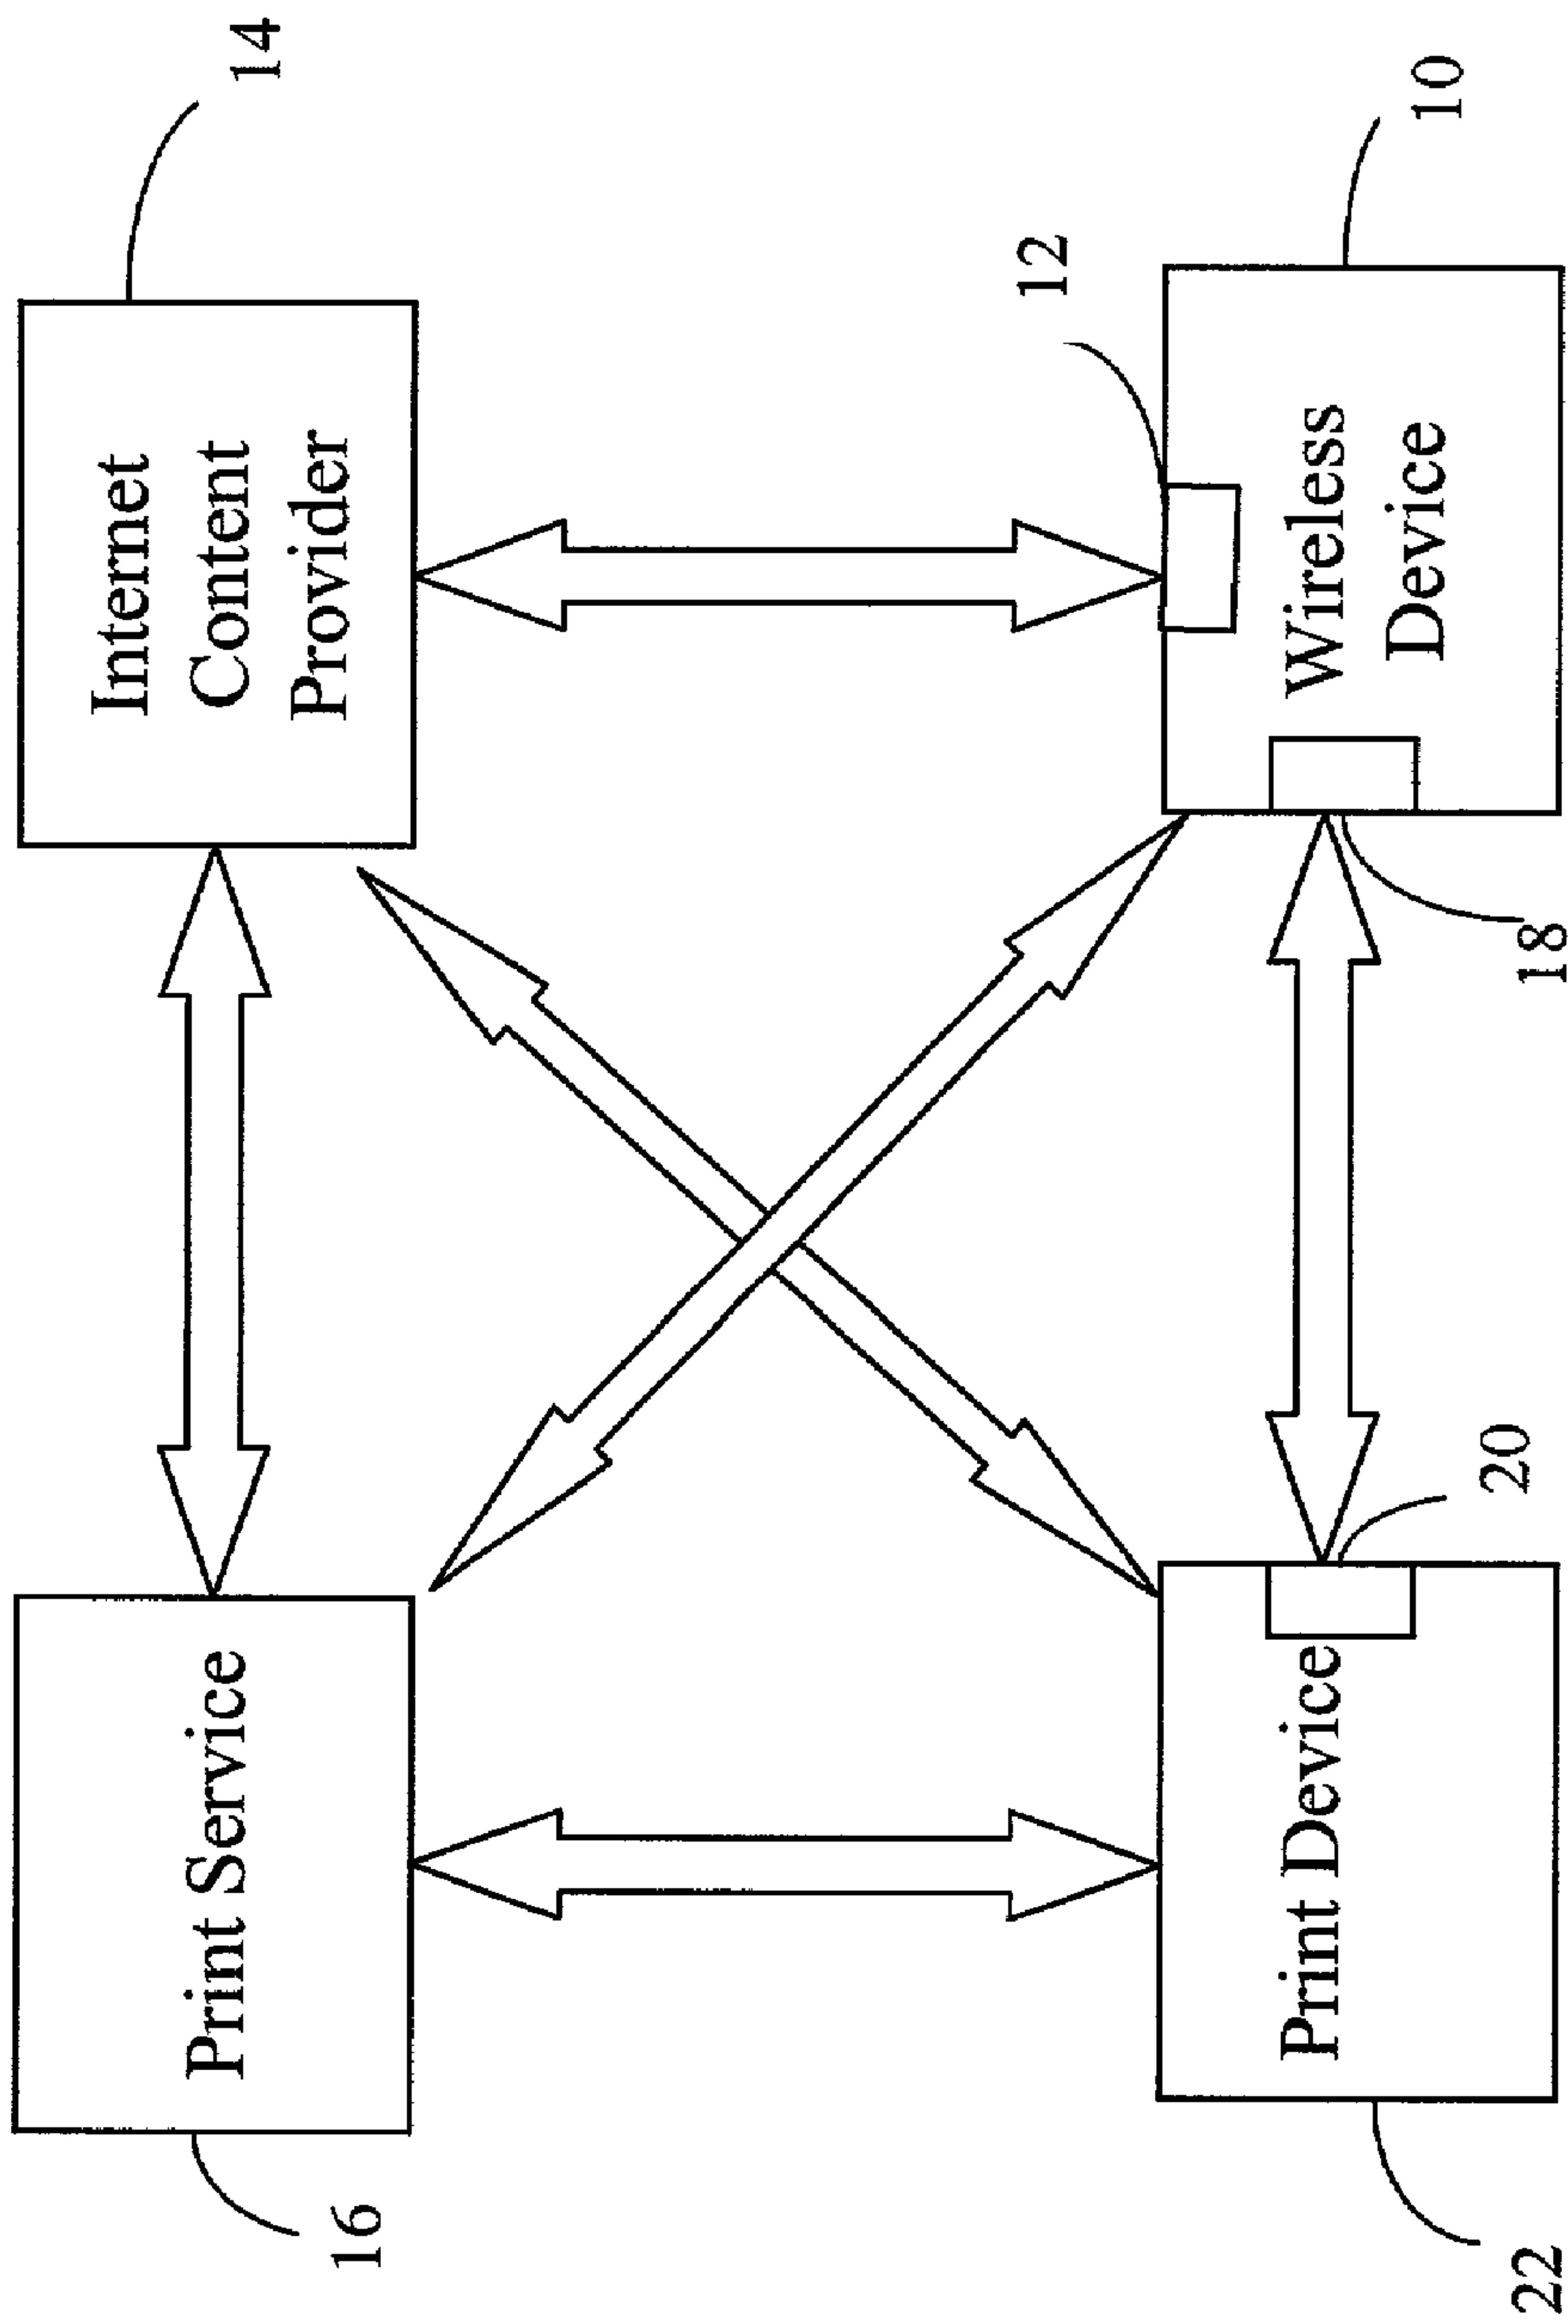 16
Print Service
Internet
Content
Provider
14
12
22
Print Device
20
18
Wireless
Device
10